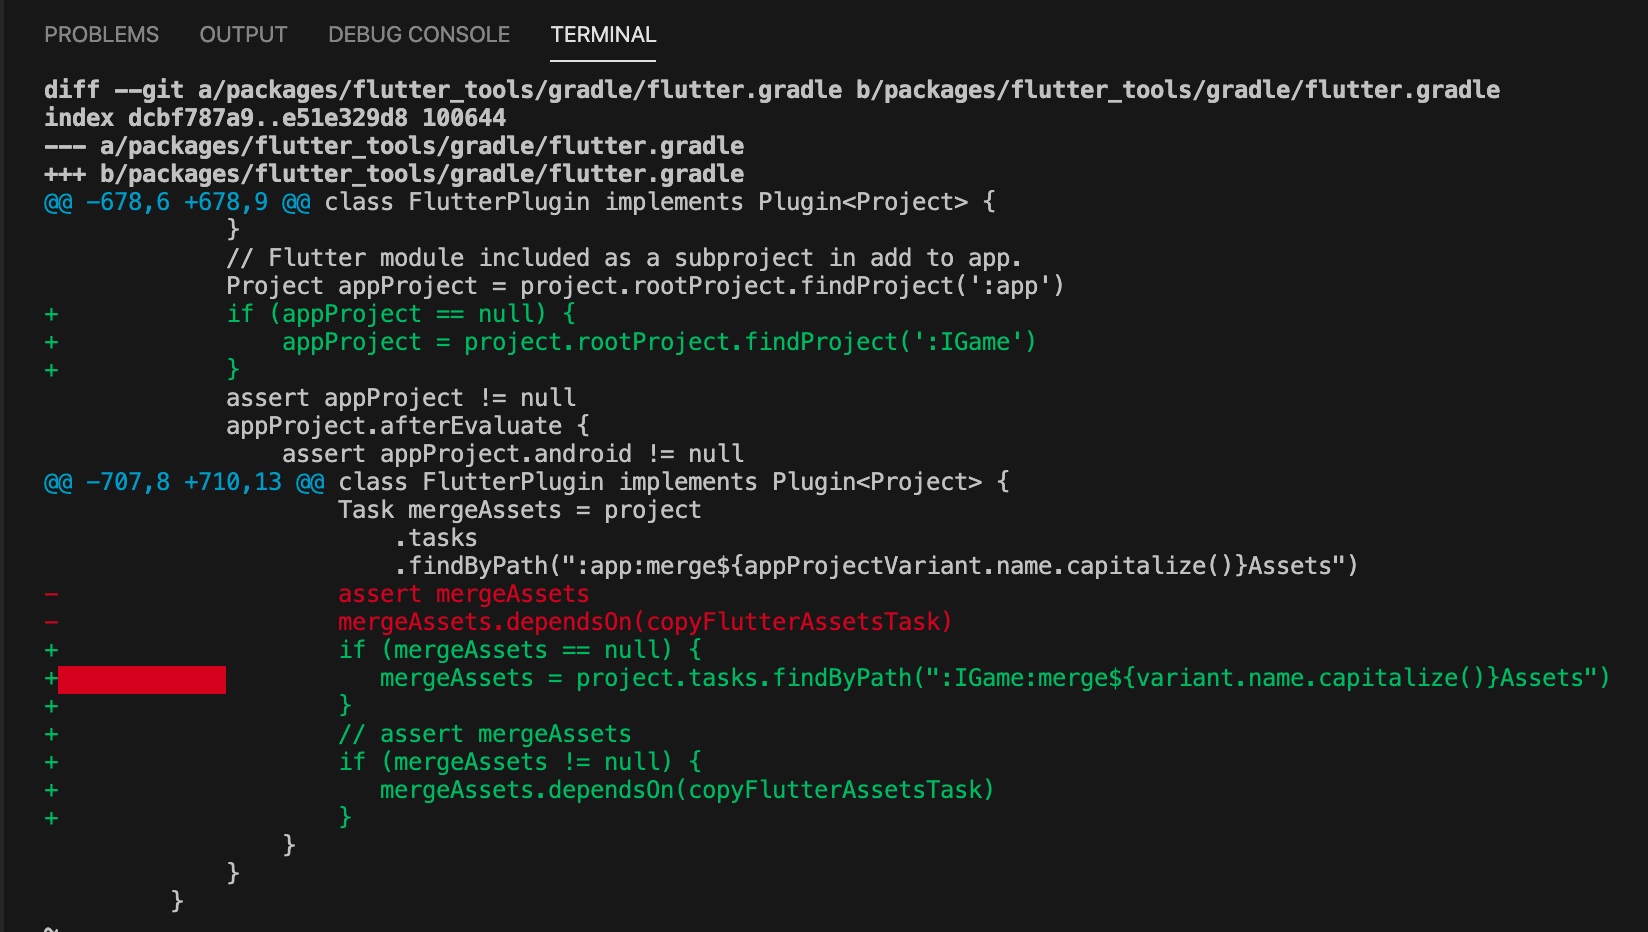 PROBLEMS OUTPUT DEBUG CONSOLE TERMINAL
diff --git a/packages/flutter_tools/gradle/flutter.gradle b/packages/flutter_tools/gradle/flutter.gradle
index dcbf787a9..e51e329d8 100644
--- a/packages/flutter_tools/gradle/flutter.gradle
+++ b/packages/flutter_tools/gradle/flutter.gradle
@@ -678,6 +678,9 @@ class FlutterPlugin implements Plugin<Project> {
             }
             // Flutter module included as a subproject in add to app.
             Project appProject = project.rootProject.findProject(':app')
+            if (appProject == null) {
+                appProject = project.rootProject.findProject(':IGame')
+            }
             assert appProject != null
             appProject.afterEvaluate {
                 assert appProject.android != null
@@ -707,8 +710,13 @@ class FlutterPlugin implements Plugin<Project> {
                     Task mergeAssets = project
                         .tasks
                         .findByPath(":app:merge${appProjectVariant.name.capitalize()}Assets")
-                    assert mergeAssets
-                    mergeAssets.dependsOn(copyFlutterAssetsTask)
+                    if (mergeAssets == null) {
+                       mergeAssets = project.tasks.findByPath(":IGame:merge${variant.name.capitalize()}Assets")
+                    }
+                    // assert mergeAssets
+                    if (mergeAssets != null) {
+                       mergeAssets.dependsOn(copyFlutterAssetsTask)
+                    }
                 }
             }
         }
~